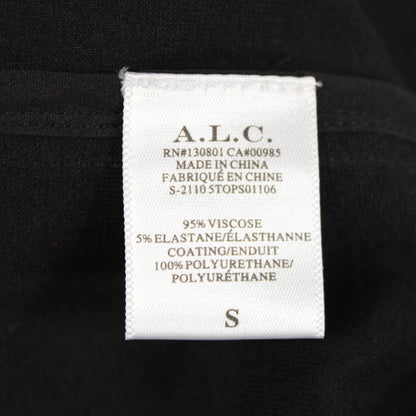 A.L.C.
RN#130801 CA#00985
MADE IN CHINA
FABRIQUÉ EN CHINE
S-2110 5TOPS01106
95% VISCOSE
5% ELASTANE/ÉLASTHANNE
COATING/ENDUIT
100% POLYURETHANE/
POLYURÉTHANE
S